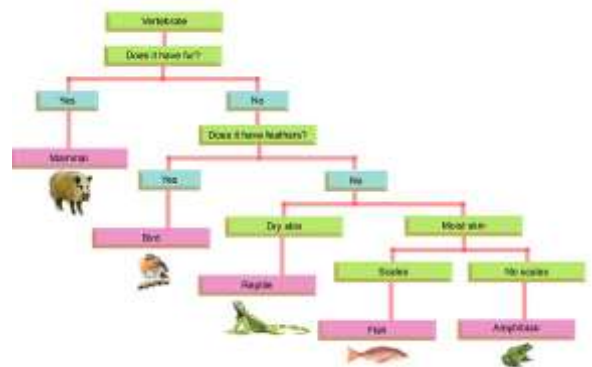 Vertebrate
Does it have fur?
Yes
No
Does it have feathers?
Mammal
Yes
No
Bird
Dry skin
Moist skin
Reptile
Scales
No scales
Fish
Amphibian